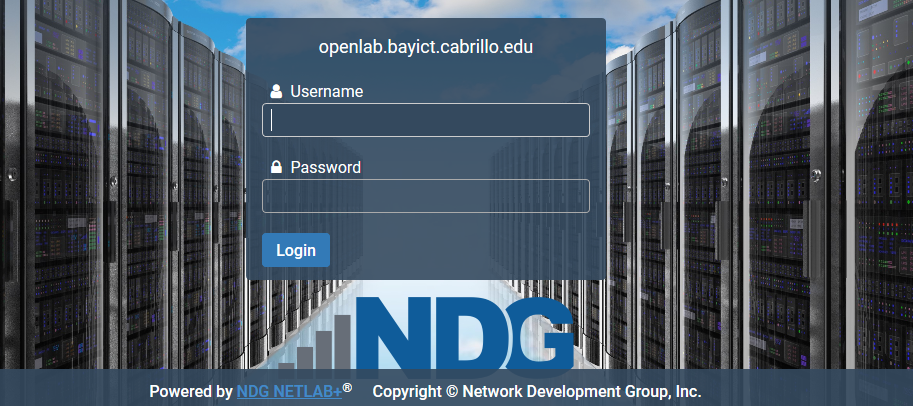 openlab.bayict.cabrillo.edu
Username
Password
Login
NDG
Powered by NDG NETLAB+® Copyright © Network Development Group, Inc.